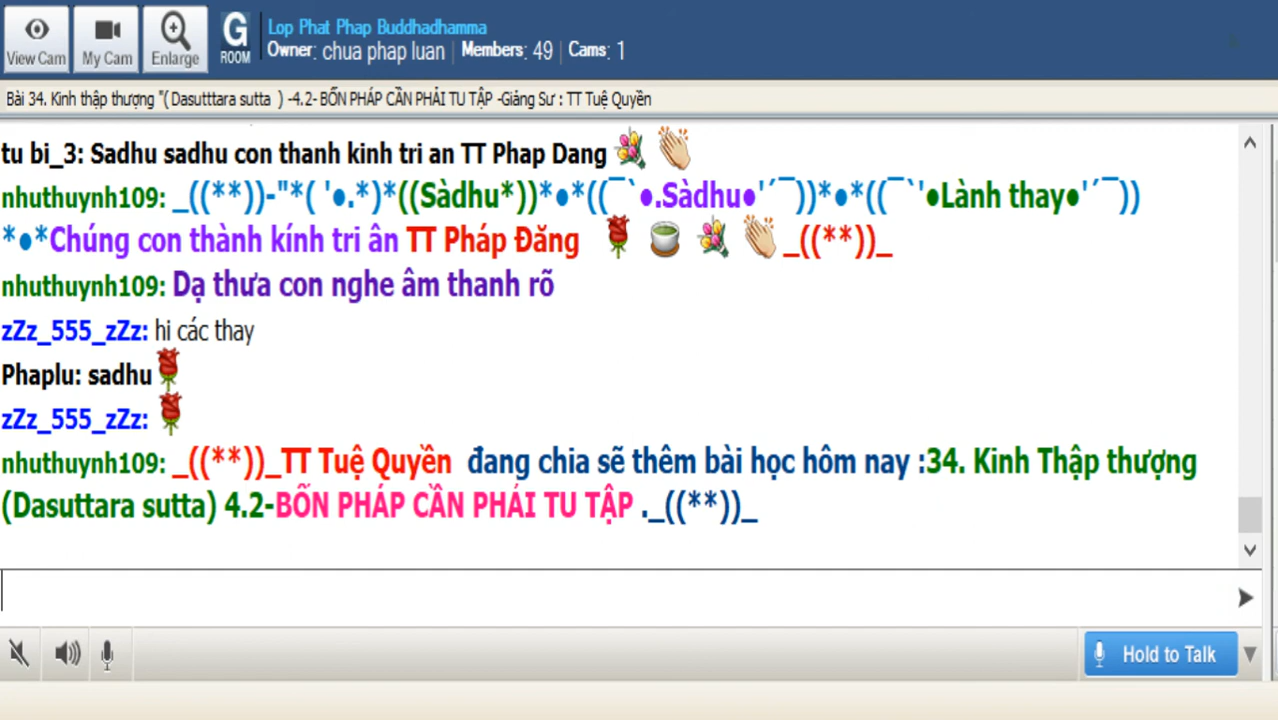 View Cam
My Cam
Enlarge
G
ROOM
Lop Phat Phap Buddhadhamma
Owner: chua phap luan | Members: 49 | Cams: 1
Bài 34. Kinh thập thượng "( Dasutttara sutta ) -4.2- BỐN PHÁP CẦN PHẢI TU TẬP -Giảng Sư : TT Tuệ Quyền
tu bi_3: Sadhu sadhu con thanh kinh tri an TT Phap Dang
nhuthuynh109: _((**))-"*( '●.*)*((Sàdhu*))*●*((¯`●.Sàdhu●'´¯))*●*((¯`'●Lành thay●'´¯))
*●*Chúng con thành kính tri ân TT Pháp Đăng _((**))_
nhuthuynh109: Dạ thưa con nghe âm thanh rõ
zZz_555_zZz: hi các thay
Phaplu: sadhu
zZz_555_zZz:
nhuthuynh109: _((**))_TT Tuệ Quyền đang chia sẽ thêm bài học hôm nay :34. Kinh Thập thượng
(Dasuttara sutta) 4.2-BỐN PHÁP CẦN PHẢI TU TẬP ._((**))_
Hold to Talk